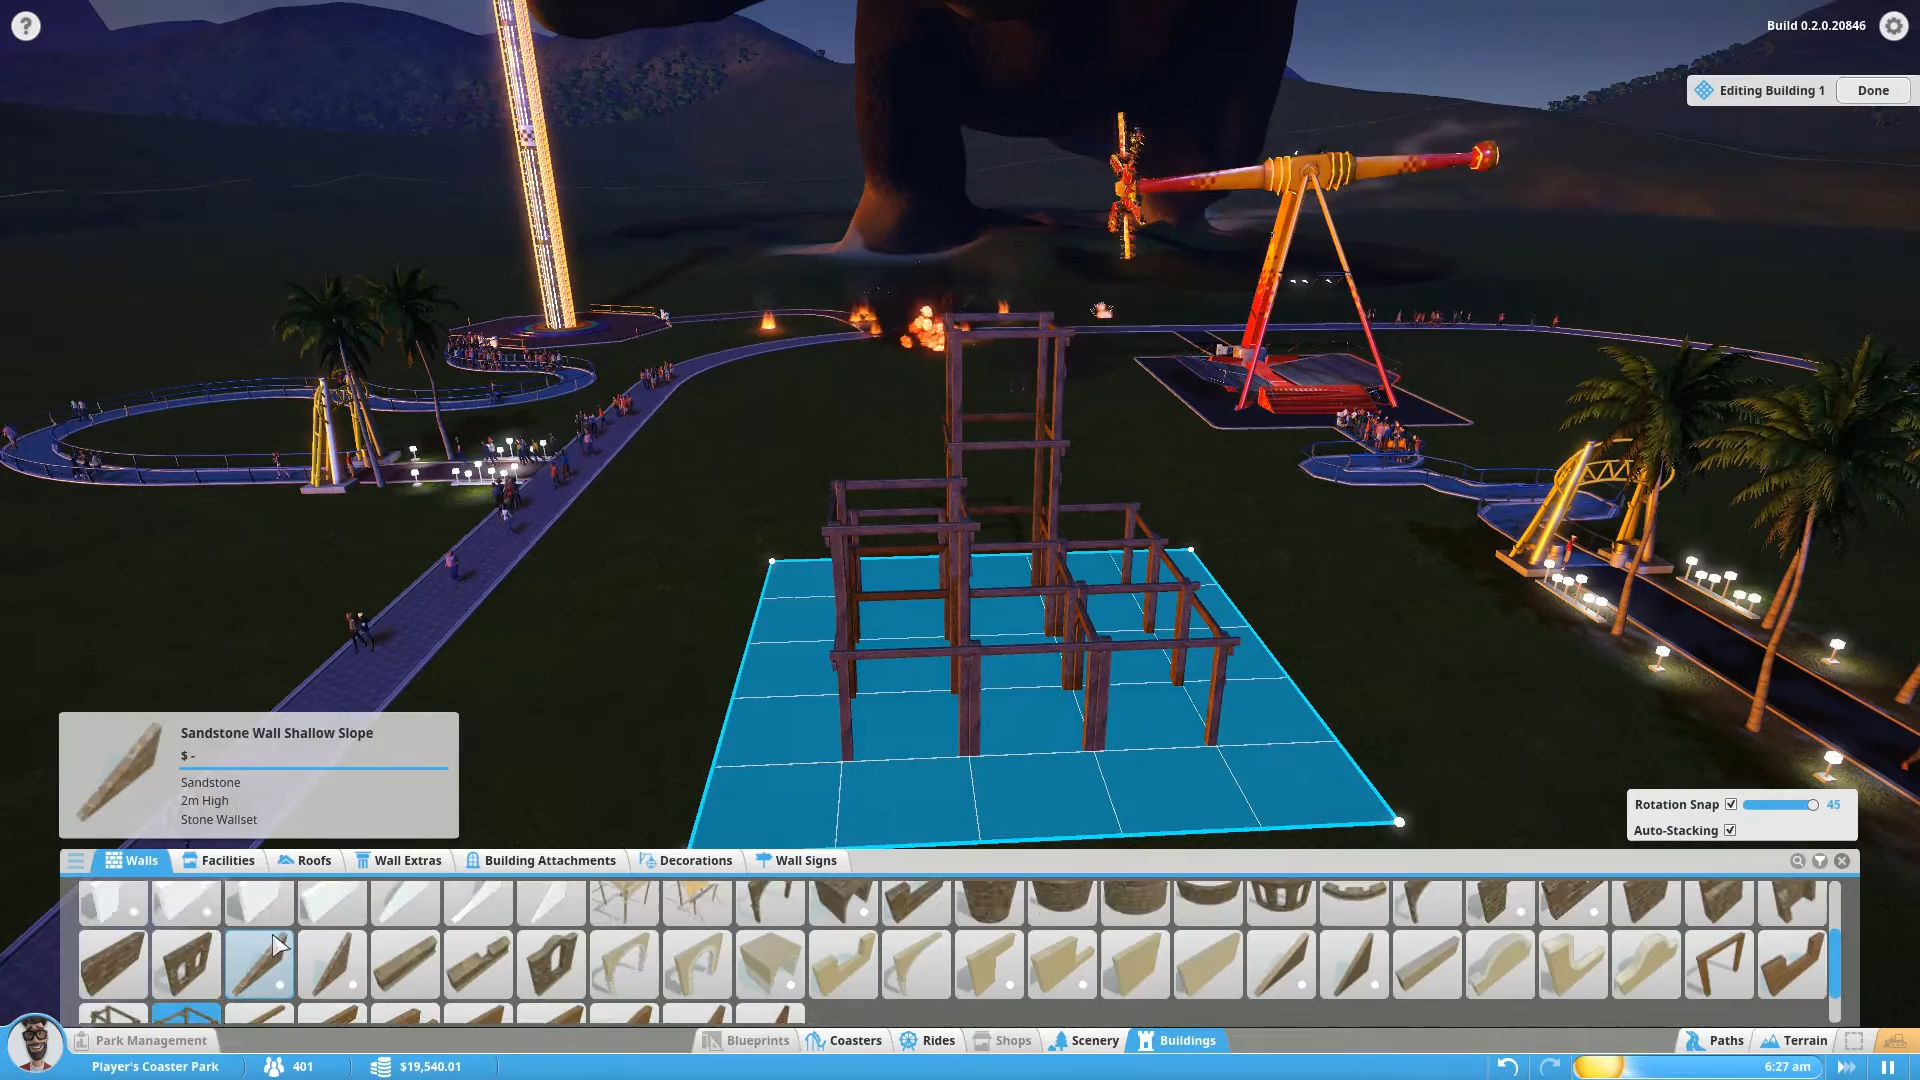 ?
Build 0.2.0.20846
Editing Building 1
Done
Sandstone Wall Shallow Slope
$ -
Sandstone
2m High
Stone Wallset
Rotation Snap
45
Auto-Stacking
Walls
Facilities
Roofs
Wall Extras
Building Attachments
Decorations
Wall Signs
Park Management
Blueprints
Coasters
Rides
Shops
Scenery
Buildings
Paths
Terrain
Player's Coaster Park
401
$19,540.01
6:27 am